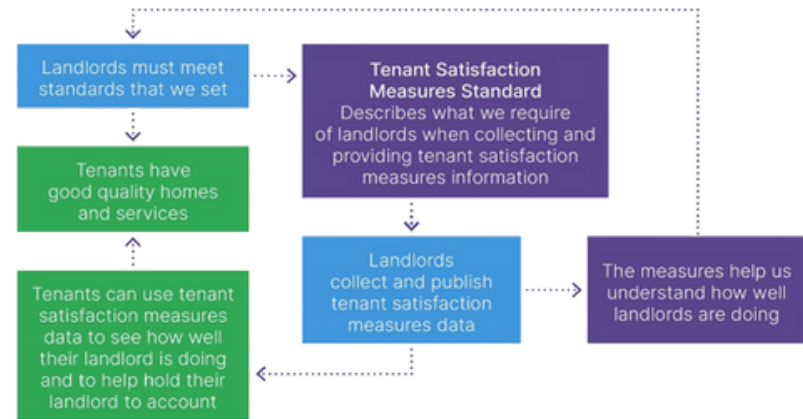 Landlords must meet
standards that we set
Tenant Satisfaction
Measures Standard
Describes what we require
of landlords when collecting and
providing tenant satisfaction
measures information
Tenants have
good quality homes
and services
Landlords
collect and publish
tenant satisfaction
measures data
The measures help us
understand how well
landlords are doing
Tenants can use tenant
satisfaction measures
data to see how well
their landlord is doing
and to help hold their
landlord to account